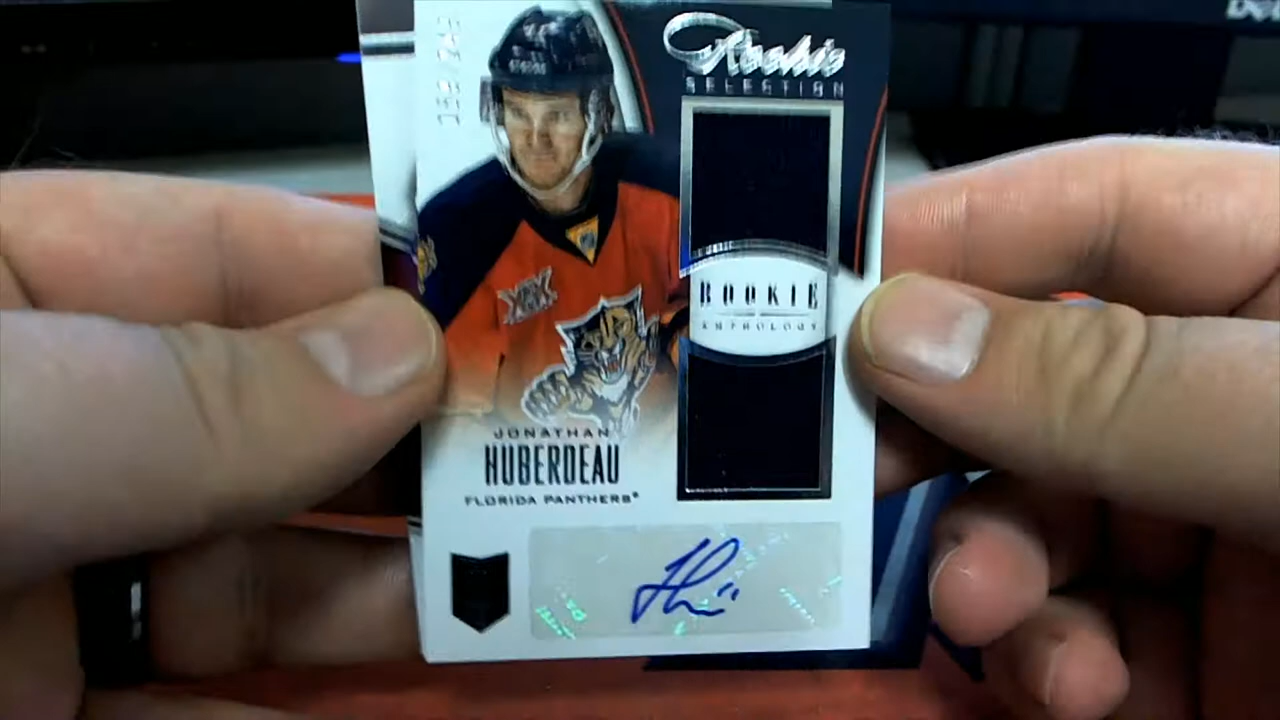 Rookie
SELECTION
ROOKIE
ANTHOLOGY
JONATHAN
HUBERDEAU
FLORIDA PANTHERS